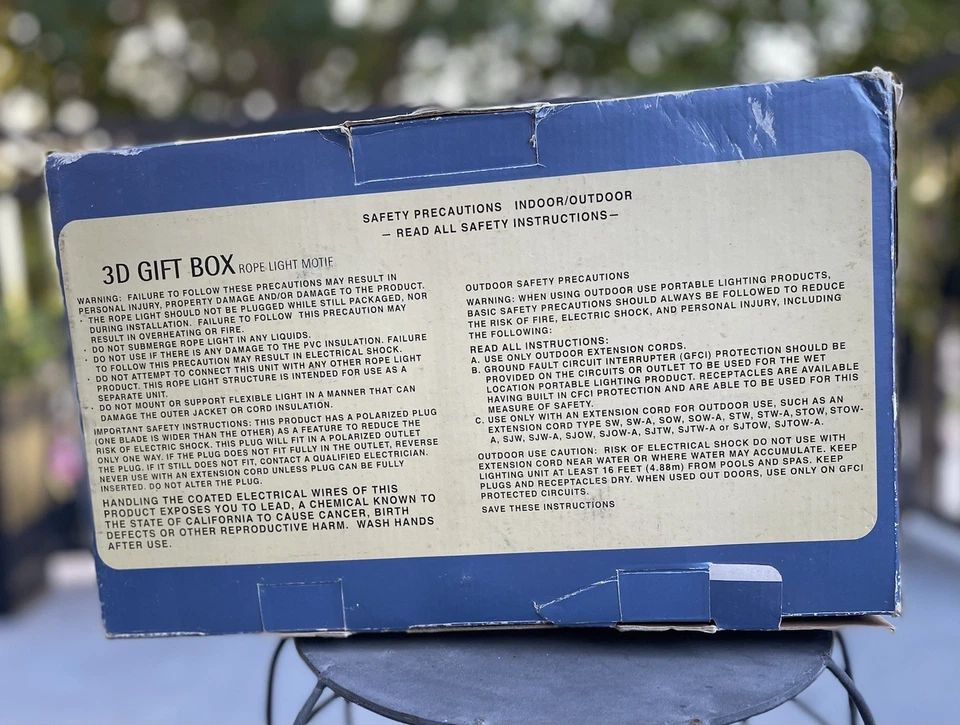 SAFETY PRECAUTIONS INDOOR/OUTDOOR
— READ ALL SAFETY INSTRUCTIONS—
3D GIFT BOX ROPE LIGHT MOTIF
WARNING: FAILURE TO FOLLOW THESE PRECAUTIONS MAY RESULT IN
PERSONAL INJURY, PROPERTY DAMAGE AND/OR DAMAGE TO THE PRODUCT.
· THE ROPE LIGHT SHOULD NOT BE PLUGGED WHILE STILL PACKAGED, NOR
DURING INSTALLATION. FAILURE TO FOLLOW THIS PRECAUTION MAY
RESULT IN OVERHEATING OR FIRE.
· DO NOT SUBMERGE ROPE LIGHT IN ANY LIQUIDS.
· DO NOT USE IF THERE IS ANY DAMAGE TO THE PVC INSULATION. FAILURE
TO FOLLOW THIS PRECAUTION MAY RESULT IN ELECTRICAL SHOCK.
· DO NOT ATTEMPT TO CONNECT THIS UNIT WITH ANY OTHER ROPE LIGHT
PRODUCT. THIS ROPE LIGHT STRUCTURE IS INTENDED FOR USE AS A
SEPARATE UNIT.
· DO NOT MOUNT OR SUPPORT FLEXIBLE LIGHT IN A MANNER THAT CAN
DAMAGE THE OUTER JACKET OR CORD INSULATION.
IMPORTANT SAFETY INSTRUCTIONS: THIS PRODUCT HAS A POLARIZED PLUG
(ONE BLADE IS WIDER THAN THE OTHER) AS A FEATURE TO REDUCE THE
RISK OF ELECTRIC SHOCK. THIS PLUG WILL FIT IN A POLARIZED OUTLET
ONLY ONE WAY. IF THE PLUG DOES NOT FIT FULLY IN THE OUTLET, REVERSE
THE PLUG. IF IT STILL DOES NOT FIT, CONTACT A QUALIFIED ELECTRICIAN.
NEVER USE WITH AN EXTENSION CORD UNLESS PLUG CAN BE FULLY
INSERTED. DO NOT ALTER THE PLUG.
HANDLING THE COATED ELECTRICAL WIRES OF THIS
PRODUCT EXPOSES YOU TO LEAD, A CHEMICAL KNOWN TO
THE STATE OF CALIFORNIA TO CAUSE CANCER, BIRTH
DEFECTS OR OTHER REPRODUCTIVE HARM. WASH HANDS
AFTER USE.
OUTDOOR SAFETY PRECAUTIONS
WARNING: WHEN USING OUTDOOR USE PORTABLE LIGHTING PRODUCTS,
BASIC SAFETY PRECAUTIONS SHOULD ALWAYS BE FOLLOWED TO REDUCE
THE RISK OF FIRE, ELECTRIC SHOCK, AND PERSONAL INJURY, INCLUDING
THE FOLLOWING:
READ ALL INSTRUCTIONS:
A. USE ONLY OUTDOOR EXTENSION CORDS.
B. GROUND FAULT CIRCUIT INTERRUPTER (GFCI) PROTECTION SHOULD BE
PROVIDED ON THE CIRCUITS OR OUTLET TO BE USED FOR THE WET
LOCATION PORTABLE LIGHTING PRODUCT. RECEPTACLES ARE AVAILABLE
HAVING BUILT IN CFCI PROTECTION AND ARE ABLE TO BE USED FOR THIS
MEASURE OF SAFETY.
C. USE ONLY WITH AN EXTENSION CORD FOR OUTDOOR USE, SUCH AS AN
EXTENSION CORD TYPE SW, SW-A, SOW, SOW-A, STW, STW-A, STOW, STOW-
A, SJW, SJW-A, SJOW, SJOW-A, SJTW, SJTW-A or SJTOW, SJTOW-A.
OUTDOOR USE CAUTION: RISK OF ELECTRICAL SHOCK DO NOT USE WITH
EXTENSION CORD NEAR WATER OR WHERE WATER MAY ACCUMULATE. KEEP
LIGHTING UNIT AT LEAST 16 FEET (4.88m) FROM POOLS AND SPAS. KEEP
PLUGS AND RECEPTACLES DRY. WHEN USED OUT DOORS, USE ONLY ON GFCI
PROTECTED CIRCUITS.
SAVE THESE INSTRUCTIONS